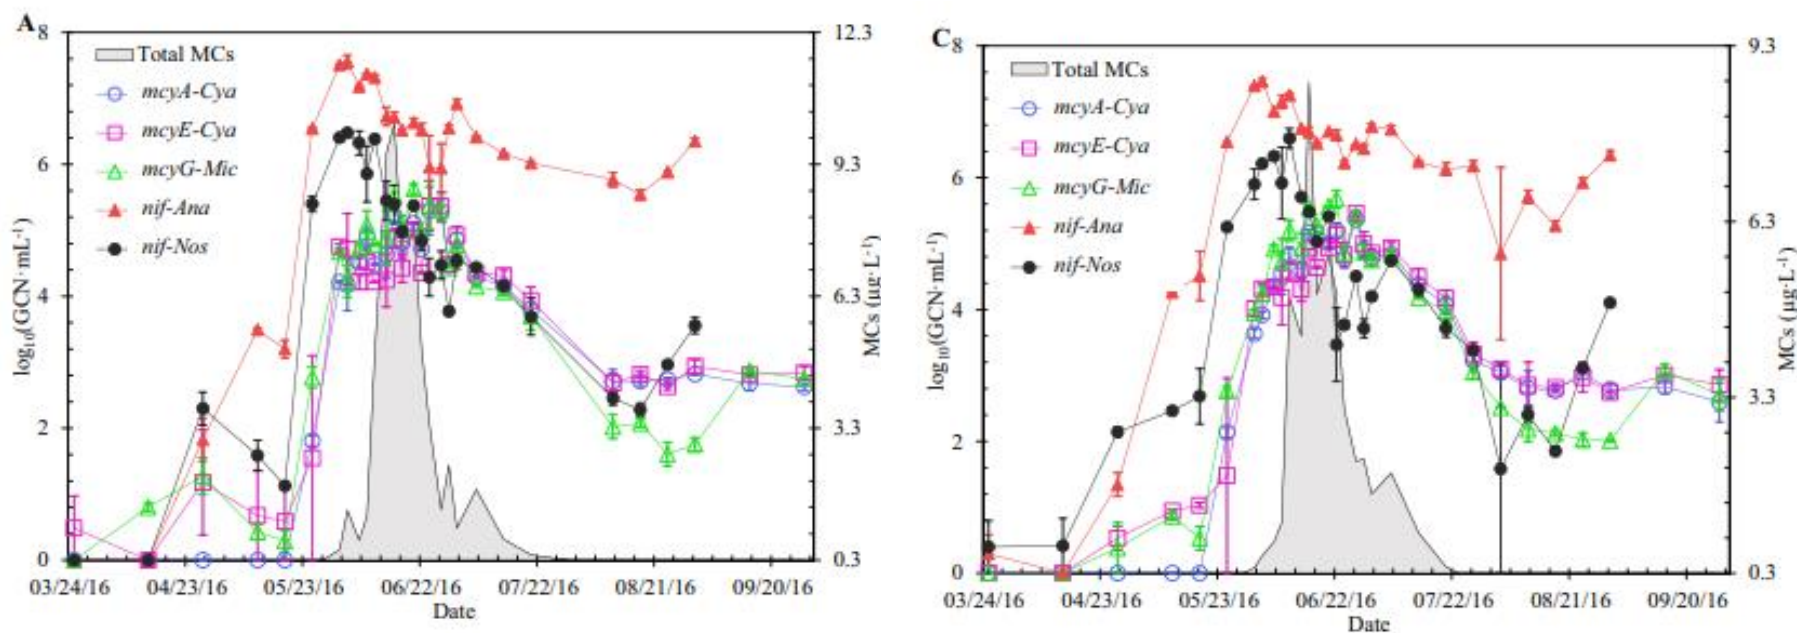 A
8
6
4
2
0
log10(GCN·mL-1)
Total MCs
mcyA-Cya
mcyE-Cya
mcyG-Mic
nif-Ana
nif-Nos
12.3
9.3
6.3
3.3
0.3
MCs (µg·L-1)
03/24/16 04/23/16 05/23/16 06/22/16 07/22/16 08/21/16 09/20/16
Date
C
8
6
4
2
0
log10(GCN·mL-1)
Total MCs
mcyA-Cya
mcyE-Cya
mcyG-Mic
nif-Ana
nif-Nos
9.3
6.3
3.3
0.3
MCs (µg·L-1)
03/24/16 04/23/16 05/23/16 06/22/16 07/22/16 08/21/16 09/20/16
Date